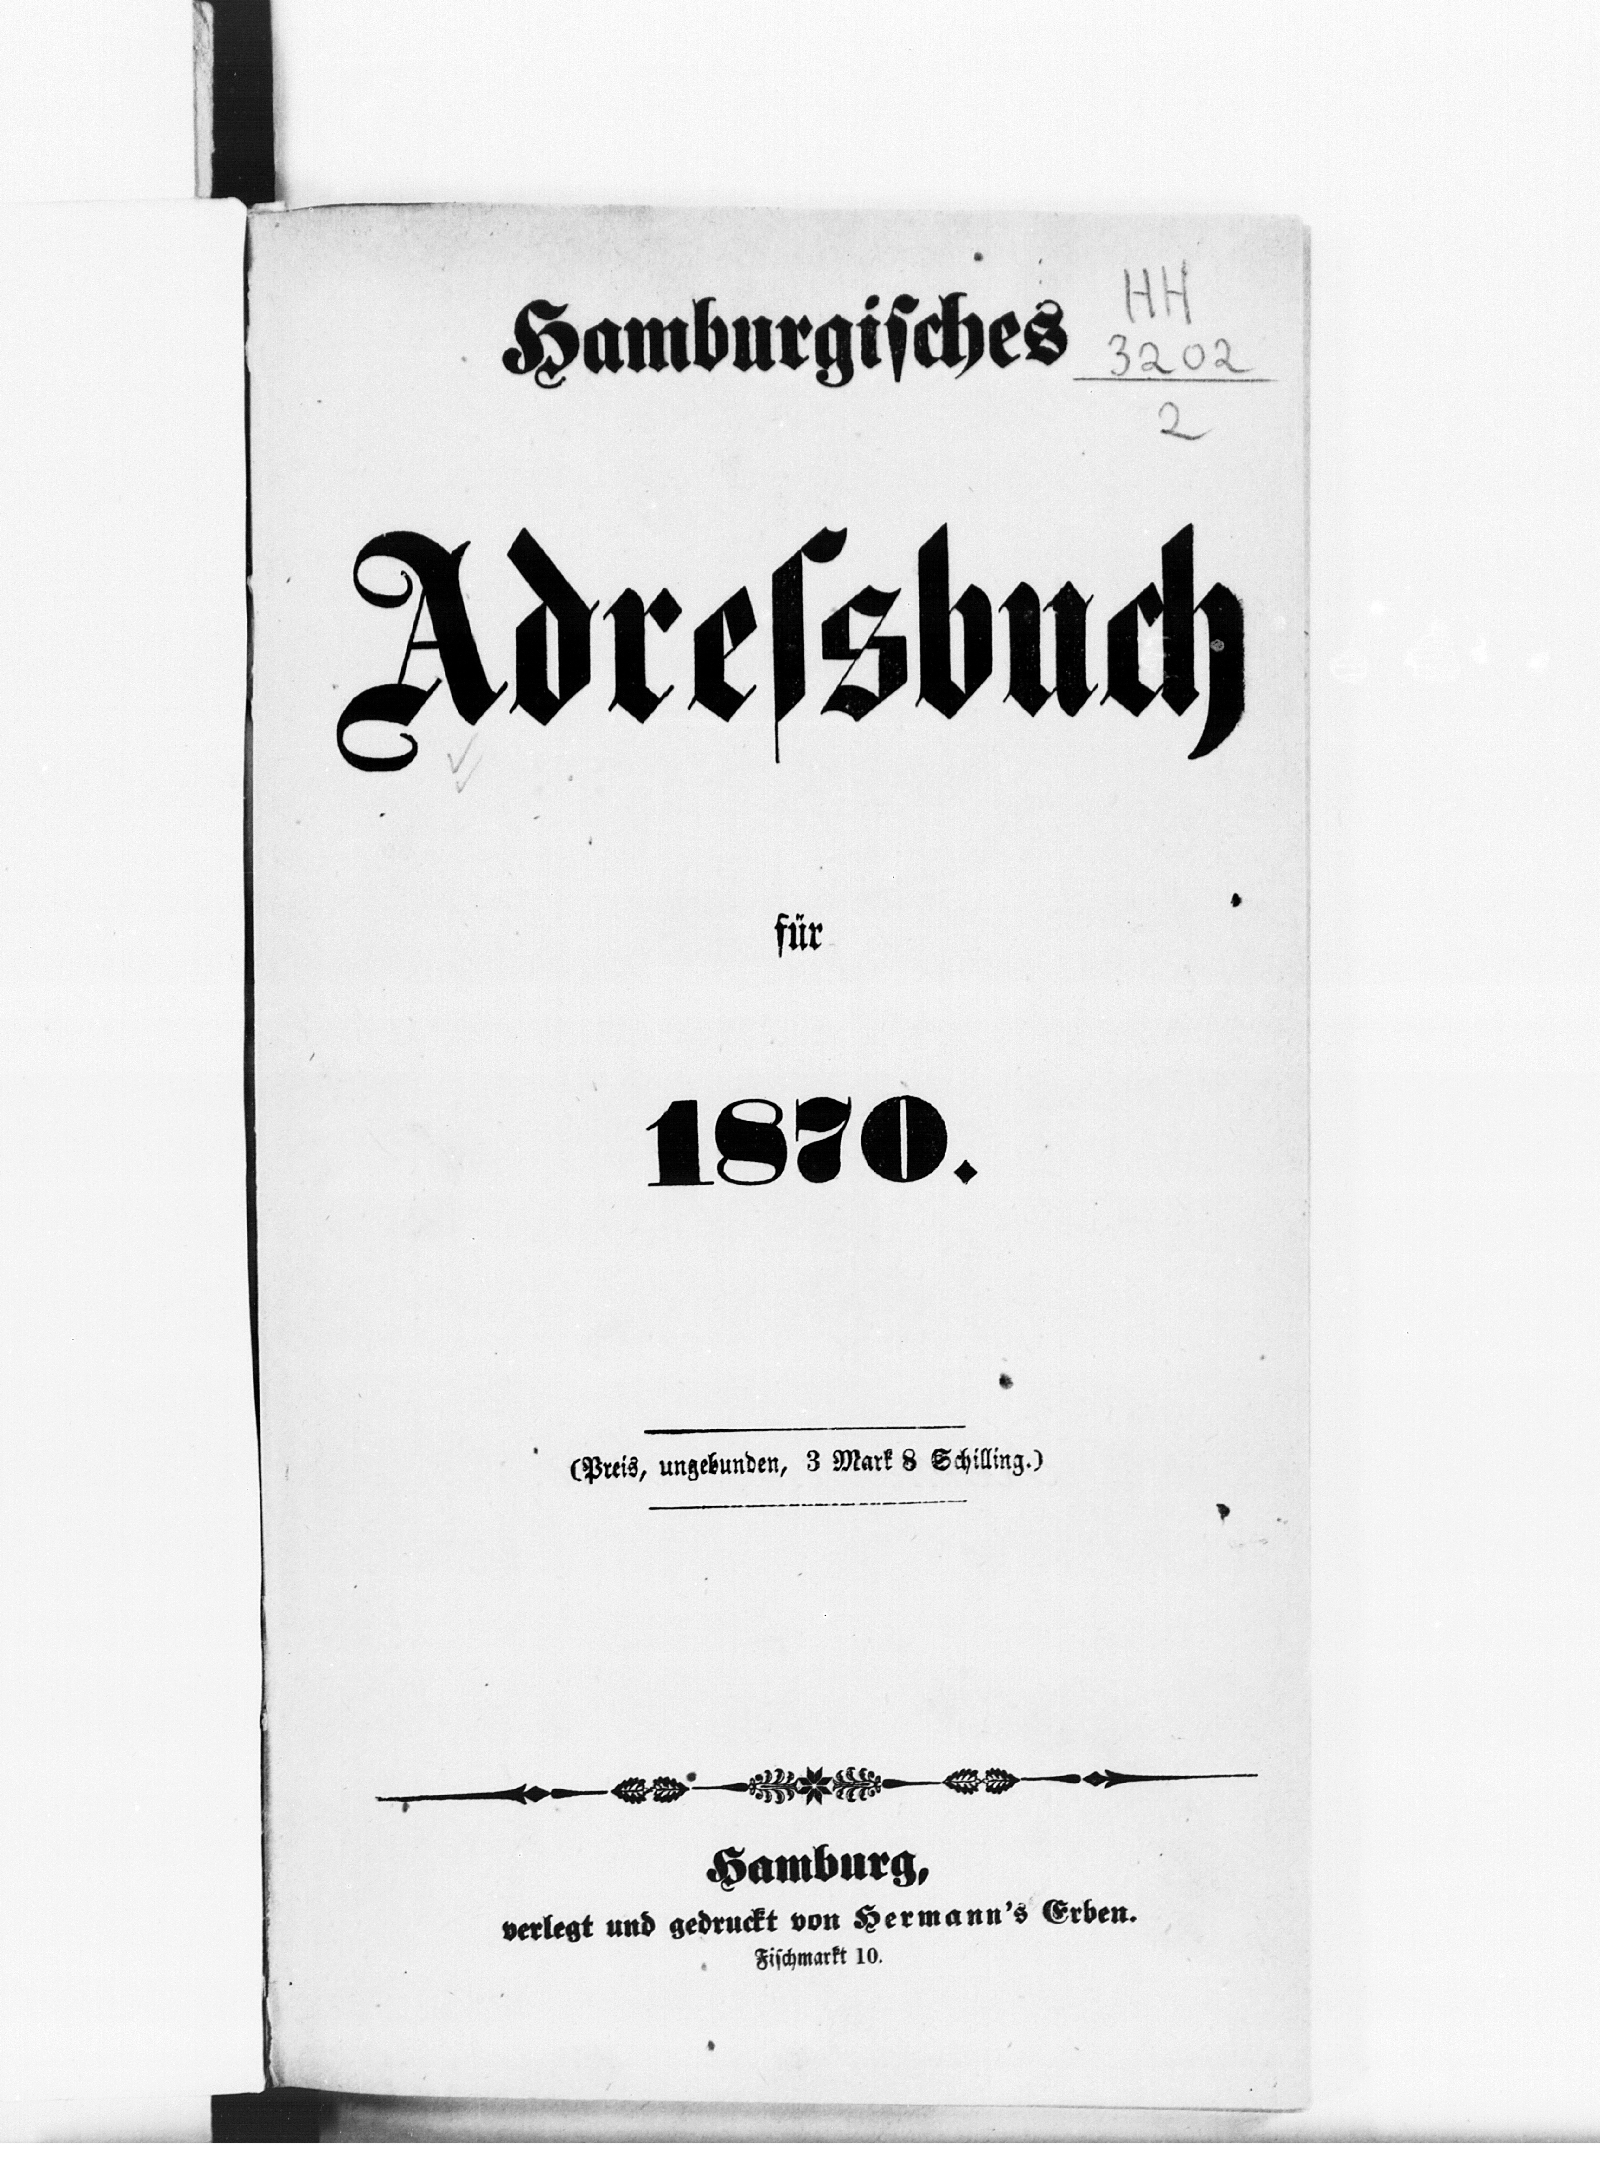 HH
Hamburgiſches
3202
2
Adreſsbuch
für
1870.
(Preis, ungebunden, 3 Mark 8 Schilling.)
Hamburg,
verlegt und gedruckt von Hermann's Erben.
Fiſchmarkt 10.